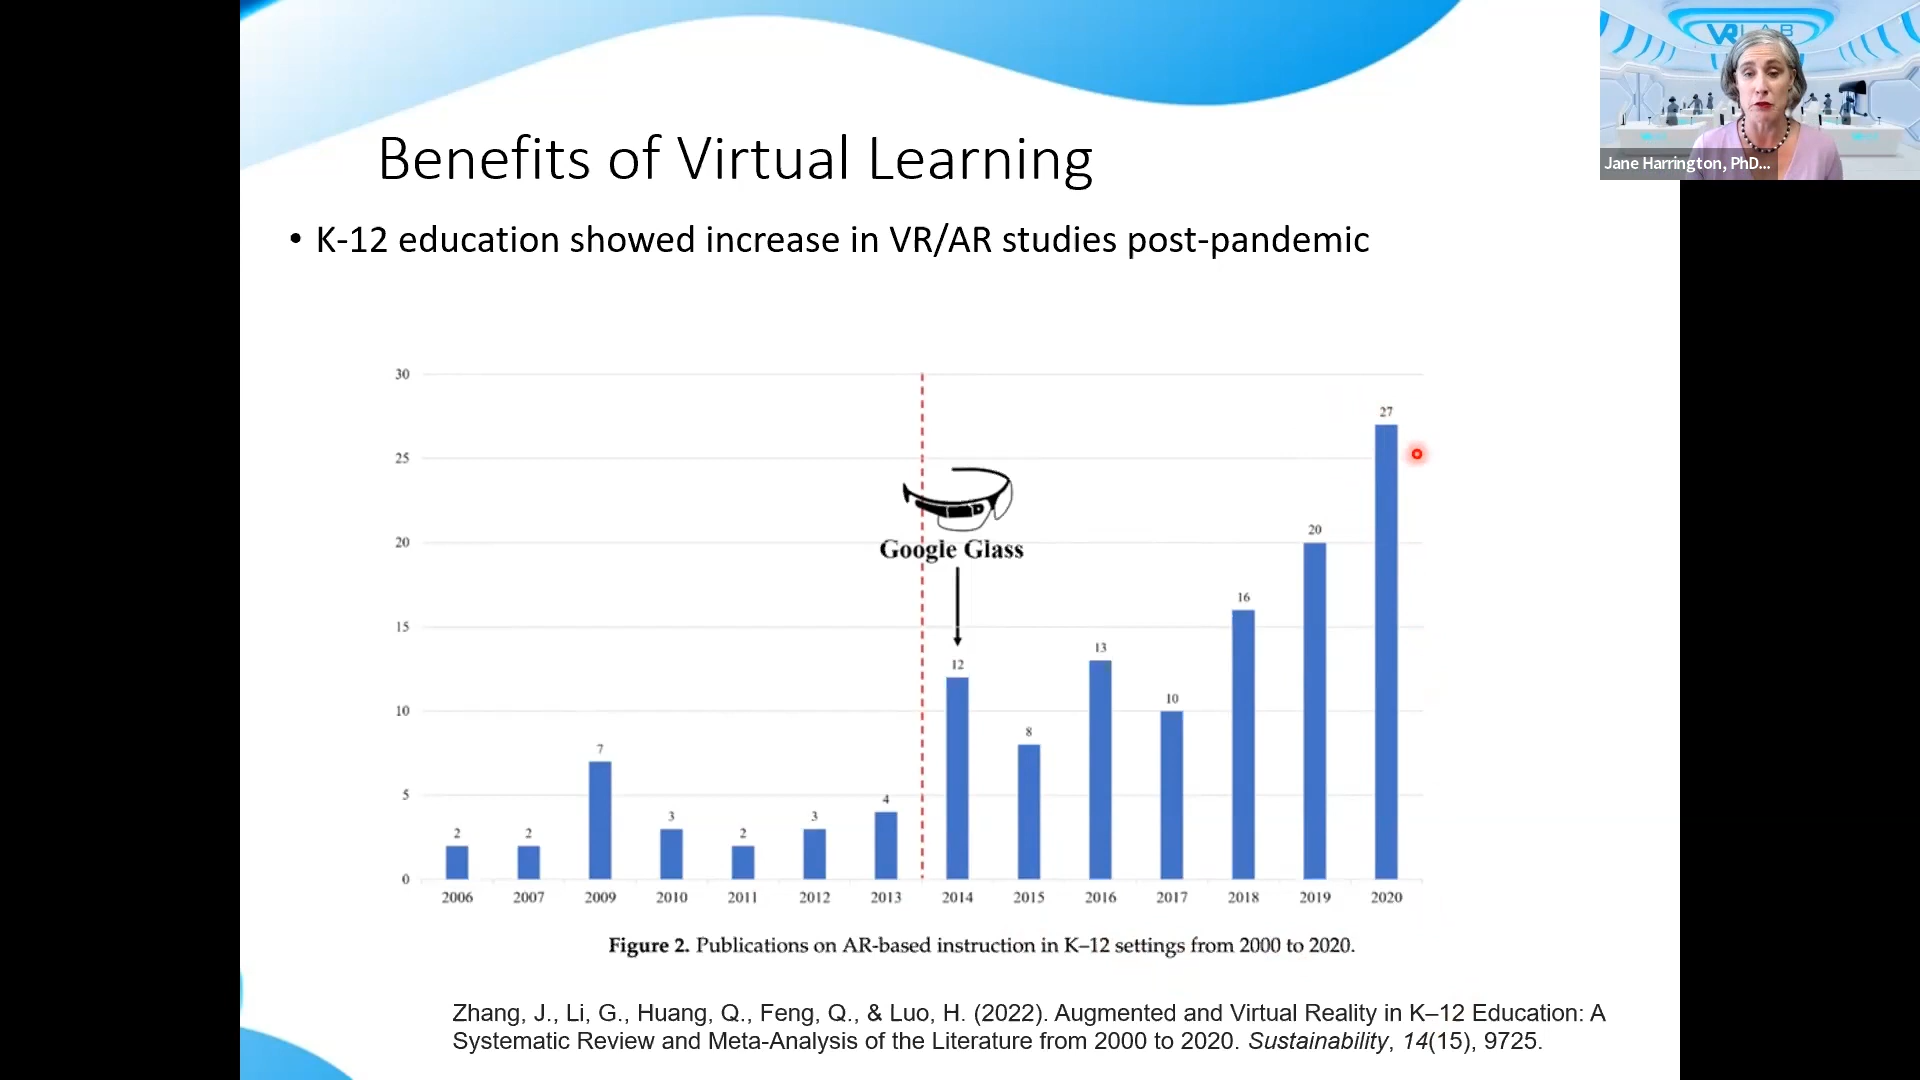 VR LAB
Jane Harrington, PhD...
Benefits of Virtual Learning
• K-12 education showed increase in VR/AR studies post-pandemic
30
25
20
15
10
5
0
Google Glass
2
2
7
3
2
3
4
12
8
13
10
16
20
27
2006 2007 2009 2010 2011 2012 2013 2014 2015 2016 2017 2018 2019 2020
Figure 2. Publications on AR-based instruction in K–12 settings from 2000 to 2020.
Zhang, J., Li, G., Huang, Q., Feng, Q., & Luo, H. (2022). Augmented and Virtual Reality in K–12 Education: A
Systematic Review and Meta-Analysis of the Literature from 2000 to 2020. Sustainability, 14(15), 9725.